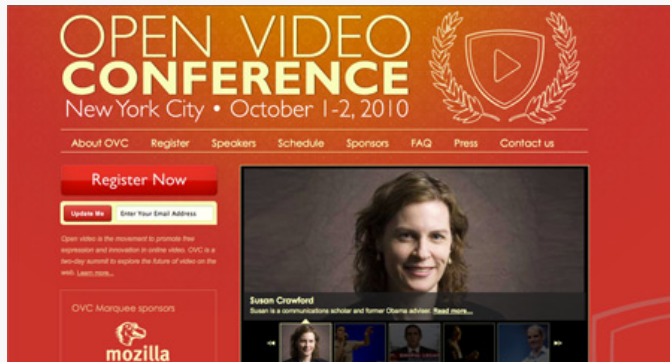 OPEN VIDEO
CONFERENCE
New York City • October 1-2, 2010
About OVC Register Speakers Schedule Sponsors FAQ Press Contact us
Register Now
Update Me Enter Your Email Address
Open video is the movement to promote free
expression and innovation in online video. OVC is a
two-day summit to explore the future of video on the
web. Learn more...
OVC Marquee sponsors
mozilla
Susan Crawford
Susan is a communications scholar and former Obama adviser. Read more...